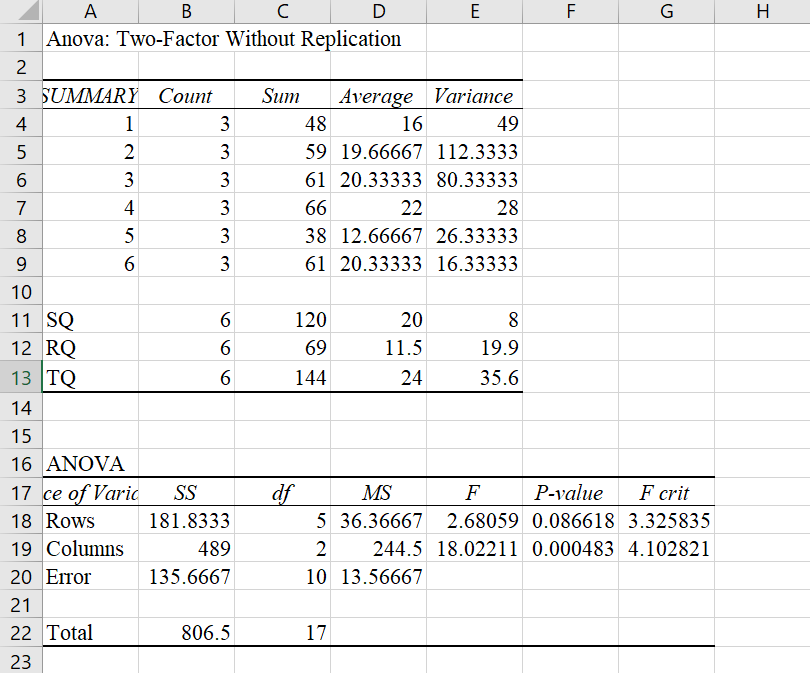 A B C D E F G H
1 Anova: Two-Factor Without Replication
2
3 SUMMARY Count Sum Average Variance
4 1 3 48 16 49
5 2 3 59 19.66667 112.3333
6 3 3 61 20.33333 80.33333
7 4 3 66 22 28
8 5 3 38 12.66667 26.33333
9 6 3 61 20.33333 16.33333
10
11 SQ 6 120 20 8
12 RQ 6 69 11.5 19.9
13 TQ 6 144 24 35.6
14
15
16 ANOVA
17 ce of Varia SS df MS F P-value F crit
18 Rows 181.8333 5 36.36667 2.68059 0.086618 3.325835
19 Columns 489 2 244.5 18.02211 0.000483 4.102821
20 Error 135.6667 10 13.56667
21
22 Total 806.5 17
23